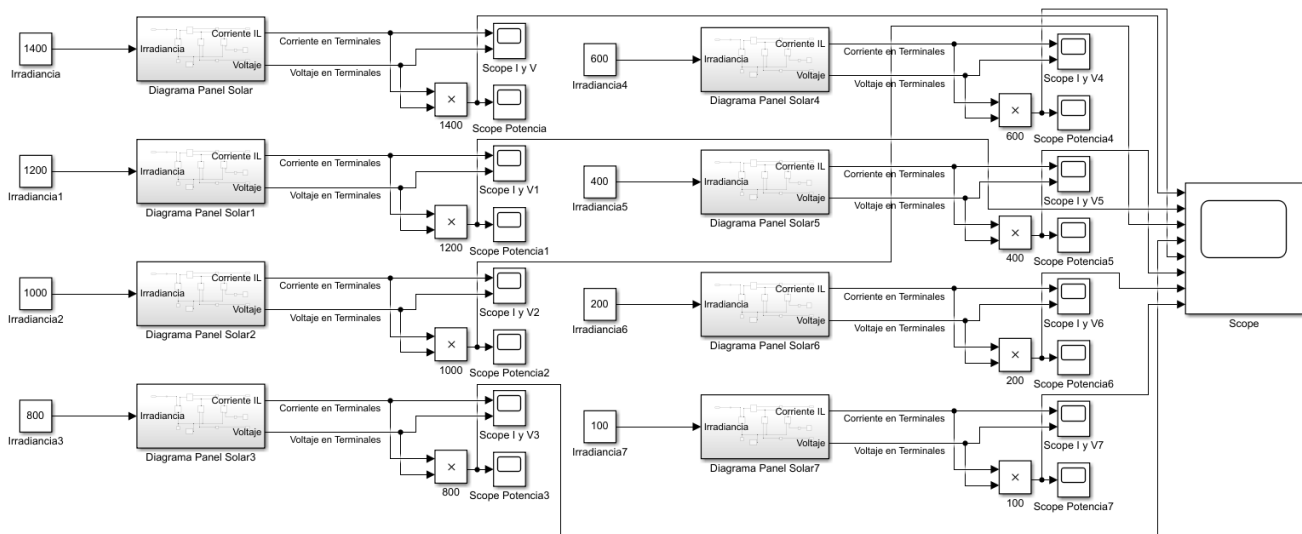 1400
Irradiancia
Irradiancia
Corriente IL
Voltaje
Diagrama Panel Solar
Corriente en Terminales
Voltaje en Terminales
×
1400
Scope I y V
Scope Potencia
1200
Irradiancia1
Irradiancia
Corriente IL
Voltaje
Diagrama Panel Solar1
Corriente en Terminales
Voltaje en Terminales
×
1200
Scope I y V1
Scope Potencia1
1000
Irradiancia2
Irradiancia
Corriente IL
Voltaje
Diagrama Panel Solar2
Corriente en Terminales
Voltaje en Terminales
×
1000
Scope I y V2
Scope Potencia2
800
Irradiancia3
Irradiancia
Corriente IL
Voltaje
Diagrama Panel Solar3
Corriente en Terminales
Voltaje en Terminales
×
800
Scope I y V3
Scope Potencia3
600
Irradiancia4
Irradiancia
Corriente IL
Voltaje
Diagrama Panel Solar4
Corriente en Terminales
Voltaje en Terminales
×
600
Scope I y V4
Scope Potencia4
400
Irradiancia5
Irradiancia
Corriente IL
Voltaje
Diagrama Panel Solar5
Corriente en Terminales
Voltaje en Terminales
×
400
Scope I y V5
Scope Potencia5
200
Irradiancia6
Irradiancia
Corriente IL
Voltaje
Diagrama Panel Solar6
Corriente en Terminales
Voltaje en Terminales
×
200
Scope I y V6
Scope Potencia6
100
Irradiancia7
Irradiancia
Corriente IL
Voltaje
Diagrama Panel Solar7
Corriente en Terminales
Voltaje en Terminales
×
100
Scope I y V7
Scope Potencia7
Scope